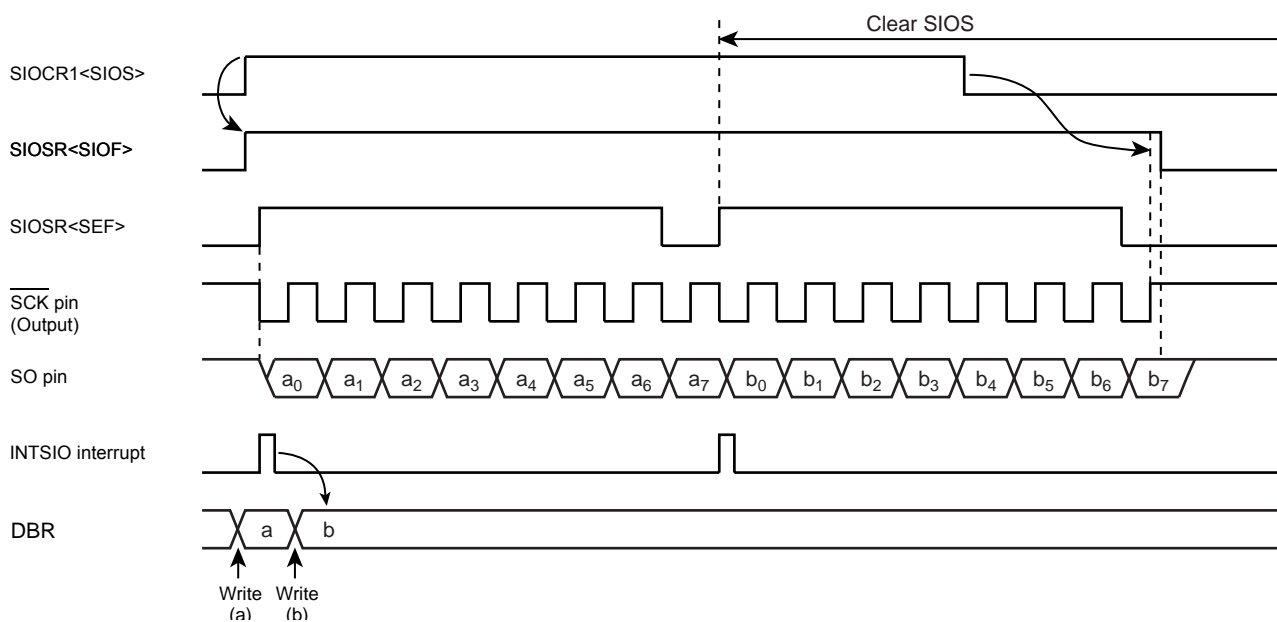 Clear SIOS
SIOCR1<SIOS>
SIOSR<SIOF>
SIOSR<SEF>
SCK pin
(Output)
SO pin
a0 a1 a2 a3 a4 a5 a6 a7 b0 b1 b2 b3 b4 b5 b6 b7
INTSIO interrupt
DBR
a b
Write Write
(a) (b)